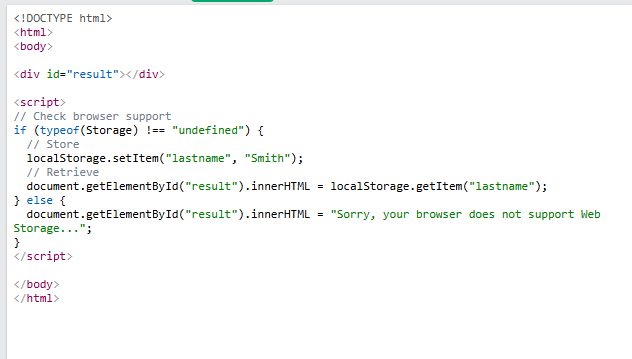 <!DOCTYPE html>
<html>
<body>
<div id="result"></div>
<script>
// Check browser support
if (typeof(Storage) !== "undefined") {
  // Store
  localStorage.setItem("lastname", "Smith");
  // Retrieve
  document.getElementById("result").innerHTML = localStorage.getItem("lastname");
} else {
  document.getElementById("result").innerHTML = "Sorry, your browser does not support Web
Storage...";
}
</script>
</body>
</html>